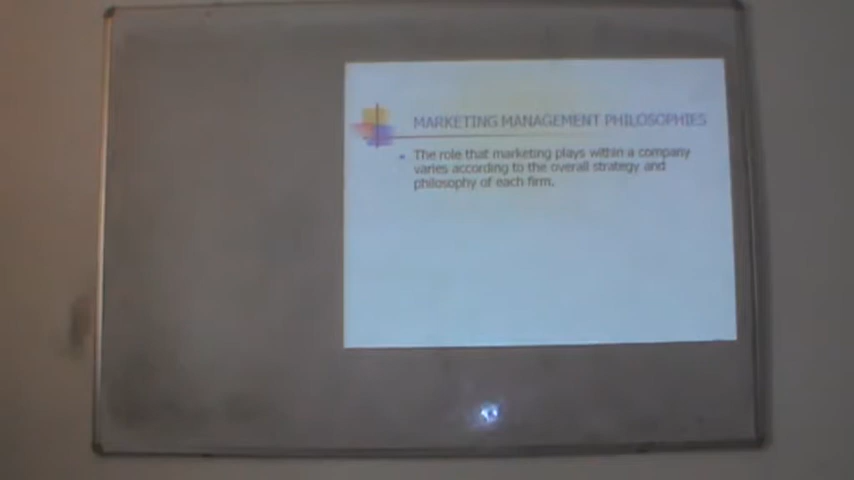 MARKETING MANAGEMENT PHILOSOPHIES
The role that marketing plays within a company
varies according to the overall strategy and
philosophy of each firm.